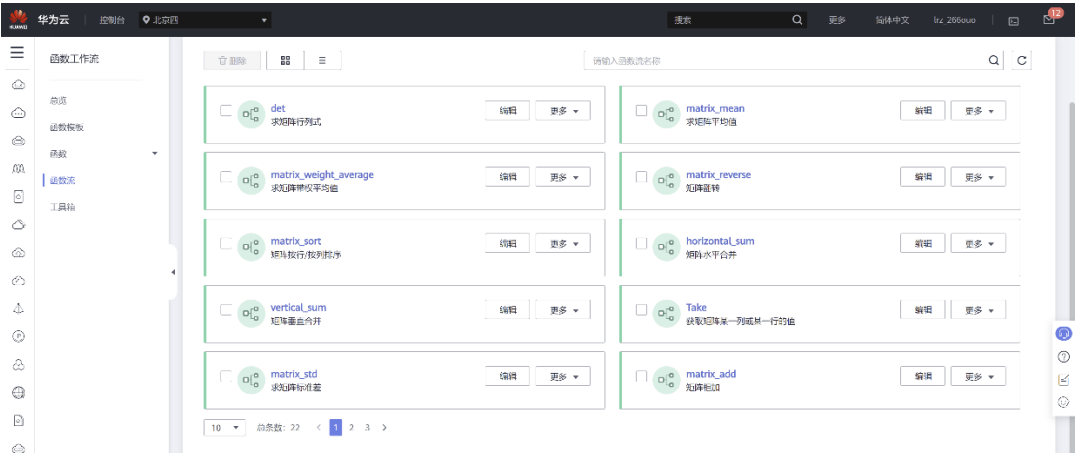 HUAWEI 华为云 控制台 北京四 搜索 更多 简体中文 lrz_266ouo 12
函数工作流
总览
函数模板
函数
函数流
工具箱
删除
请输入函数流名称
det 编辑 更多
求矩阵行列式
matrix_mean 编辑 更多
求矩阵平均值
matrix_weight_average 编辑 更多
求矩阵带权平均值
matrix_reverse 编辑 更多
矩阵翻转
matrix_sort 编辑 更多
矩阵按行/按列排序
horizontal_sum 编辑 更多
矩阵水平合并
vertical_sum 编辑 更多
矩阵垂直合并
Take 编辑 更多
获取矩阵某一列或某一行的值
matrix_std 编辑 更多
求矩阵标准差
matrix_add 编辑 更多
矩阵相加
10 总条数: 22 < 1 2 3 >